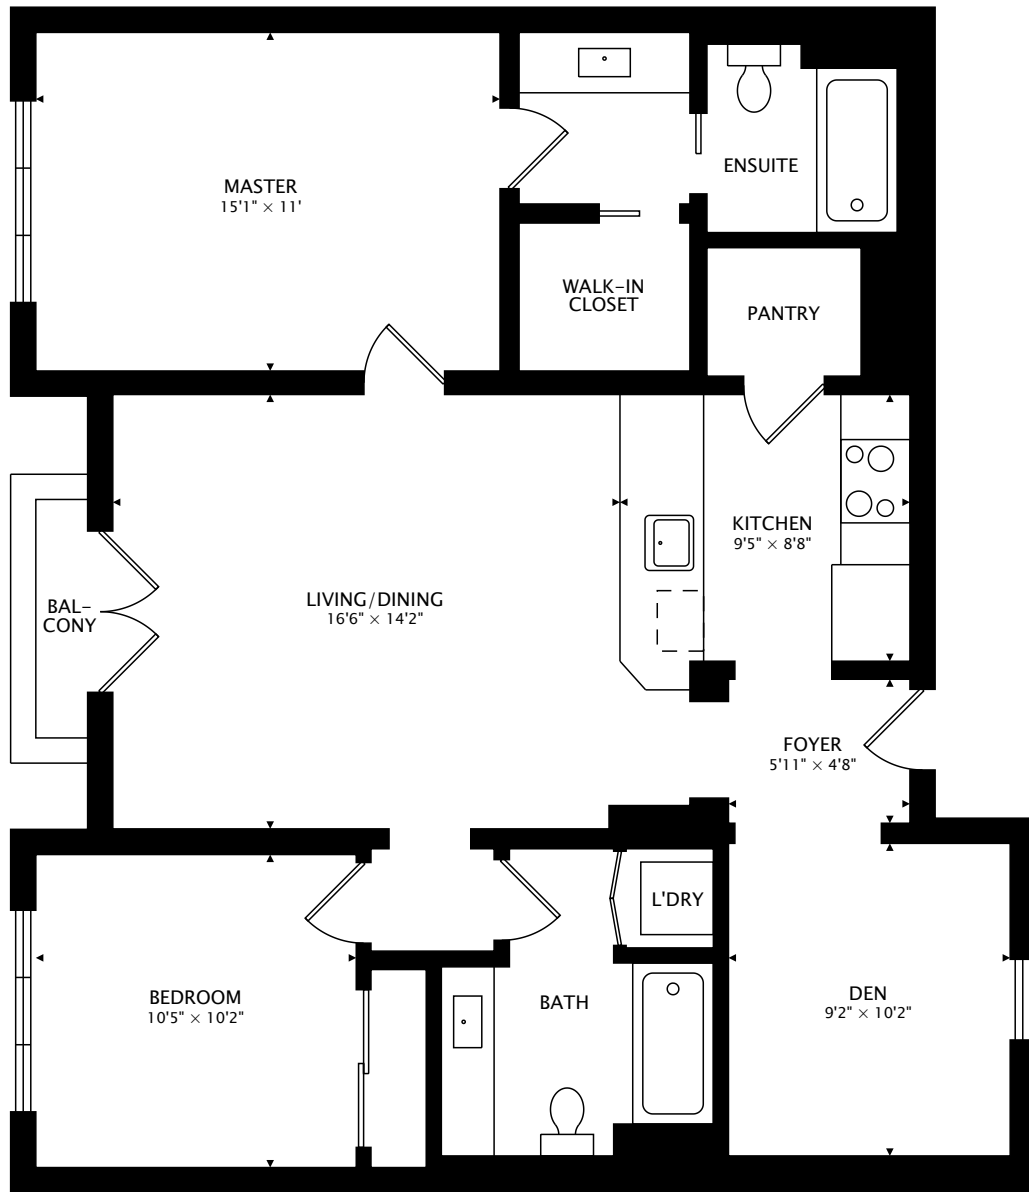 MASTER
15'1" × 11'
ENSUITE
WALK-IN
CLOSET
PANTRY
KITCHEN
9'5" × 8'8"
LIVING/DINING
16'6" × 14'2"
BAL-
CONY
FOYER
5'11" × 4'8"
L'DRY
BEDROOM
10'5" × 10'2"
BATH
DEN
9'2" × 10'2"